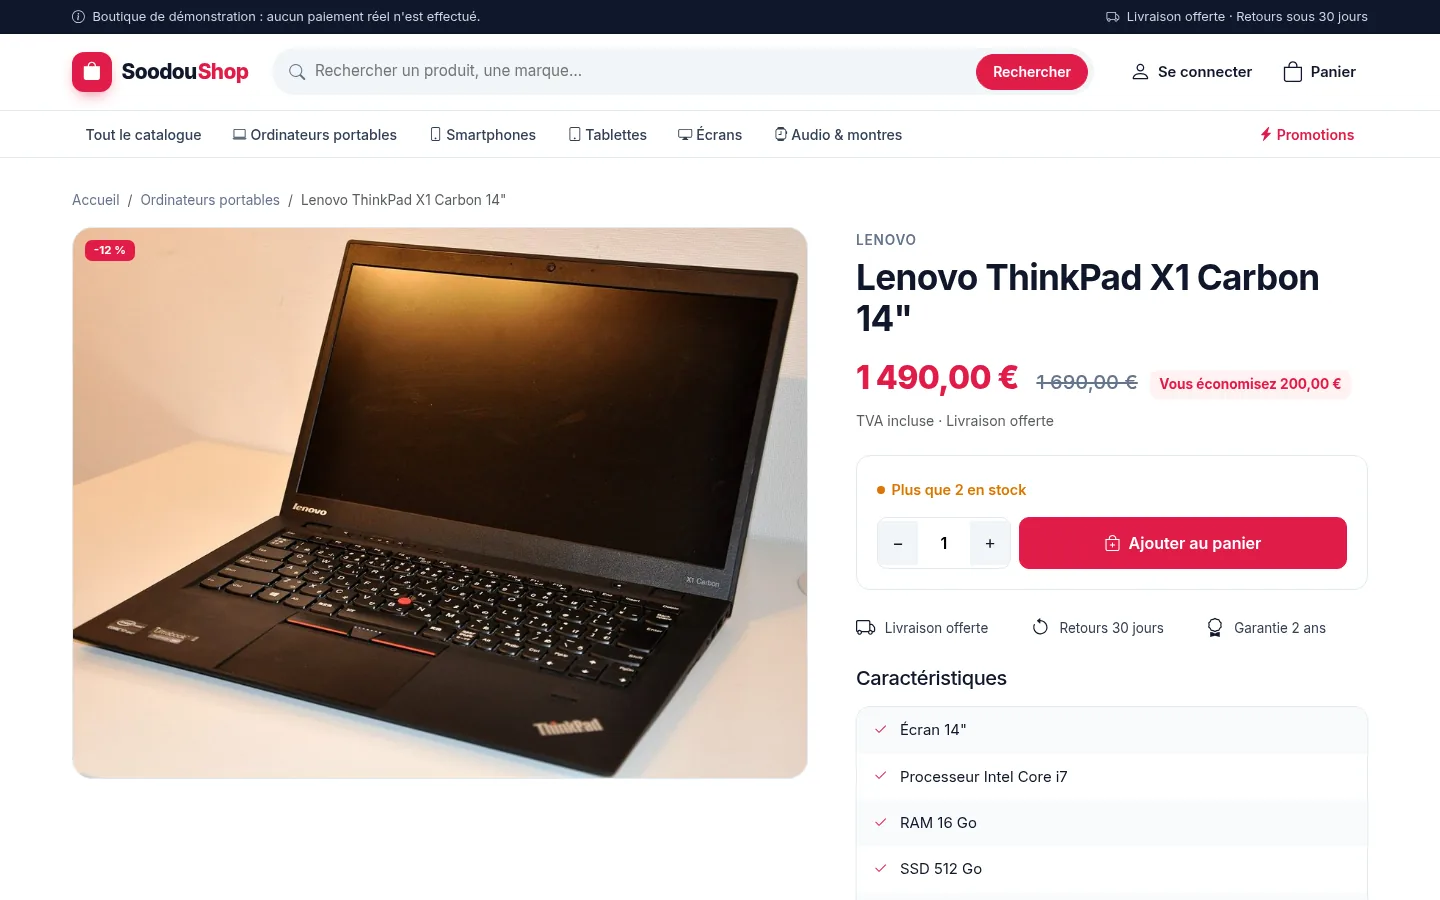 Boutique de démonstration : aucun paiement réel n'est effectué.
Livraison offerte · Retours sous 30 jours
SoodouShop
Rechercher un produit, une marque...
Rechercher
Se connecter
Panier
Tout le catalogue
Ordinateurs portables
Smartphones
Tablettes
Écrans
Audio & montres
Promotions
Accueil / Ordinateurs portables / Lenovo ThinkPad X1 Carbon 14"
-12 %
lenovo
X1 Carbon
ThinkPad
LENOVO
Lenovo ThinkPad X1 Carbon
14"
1 490,00 €
1 690,00 €
Vous économisez 200,00 €
TVA incluse · Livraison offerte
Plus que 2 en stock
−
1
+
Ajouter au panier
Livraison offerte
Retours 30 jours
Garantie 2 ans
Caractéristiques
Écran 14"
Processeur Intel Core i7
RAM 16 Go
SSD 512 Go